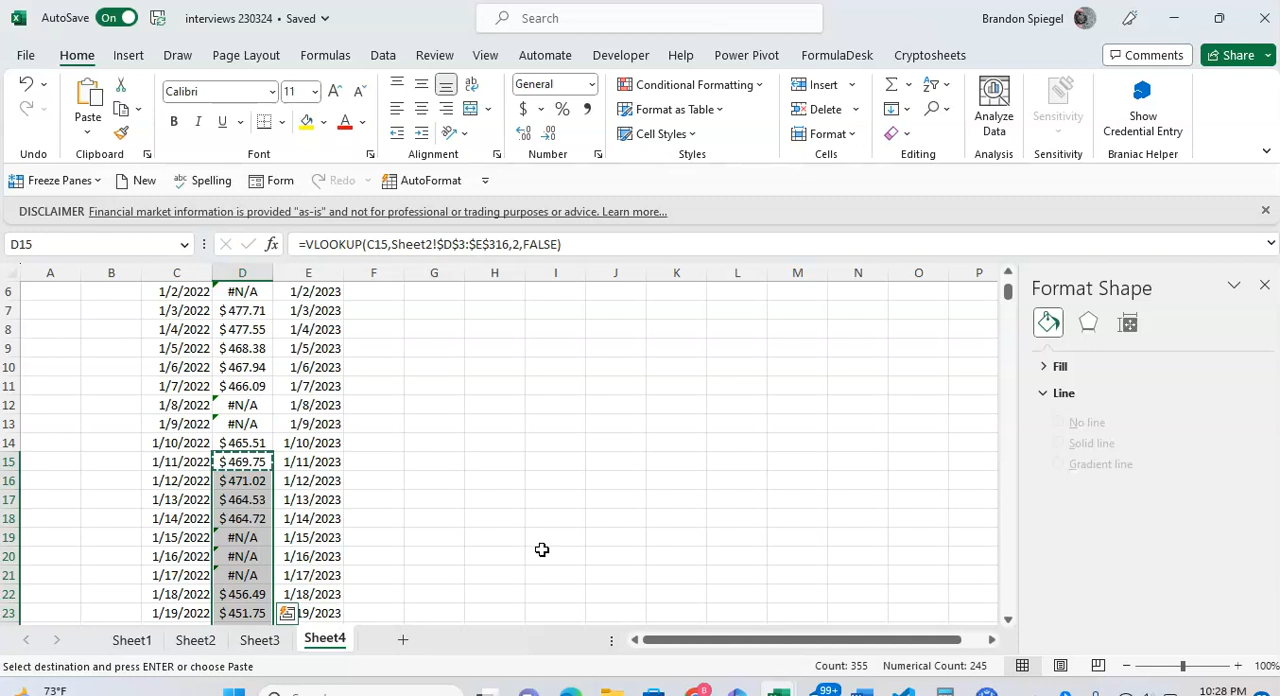 AutoSave On interviews 230324 • Saved Search Brandon Spiegel
File Home Insert Draw Page Layout Formulas Data Review View Automate Developer Help Power Pivot FormulaDesk Cryptosheets Comments Share
Paste Calibri 11 General Conditional Formatting Format as Table Cell Styles Insert Delete Format Analyze Data Sensitivity Show Credential Entry
Undo Clipboard Font Alignment Number Styles Cells Editing Analysis Sensitivity Braniac Helper
Freeze Panes New Spelling Form Redo AutoFormat
DISCLAIMER Financial market information is provided "as-is" and not for professional or trading purposes or advice. Learn more...
D15 fx =VLOOKUP(C15,Sheet2!$D$3:$E$316,2,FALSE)
A B C D E F G H I J K L M N O P
6 1/2/2022 #N/A 1/2/2023
7 1/3/2022 $ 477.71 1/3/2023
8 1/4/2022 $ 477.55 1/4/2023
9 1/5/2022 $ 468.38 1/5/2023
10 1/6/2022 $ 467.94 1/6/2023
11 1/7/2022 $ 466.09 1/7/2023
12 1/8/2022 #N/A 1/8/2023
13 1/9/2022 #N/A 1/9/2023
14 1/10/2022 $ 465.51 1/10/2023
15 1/11/2022 $ 469.75 1/11/2023
16 1/12/2022 $ 471.02 1/12/2023
17 1/13/2022 $ 464.53 1/13/2023
18 1/14/2022 $ 464.72 1/14/2023
19 1/15/2022 #N/A 1/15/2023
20 1/16/2022 #N/A 1/16/2023
21 1/17/2022 #N/A 1/17/2023
22 1/18/2022 $ 456.49 1/18/2023
23 1/19/2022 $ 451.75 19/2023
Format Shape
Fill
Line
No line
Solid line
Gradient line
Sheet1 Sheet2 Sheet3 Sheet4
Select destination and press ENTER or choose Paste Count: 355 Numerical Count: 245 100%
73°F 99+ 10:28 PM